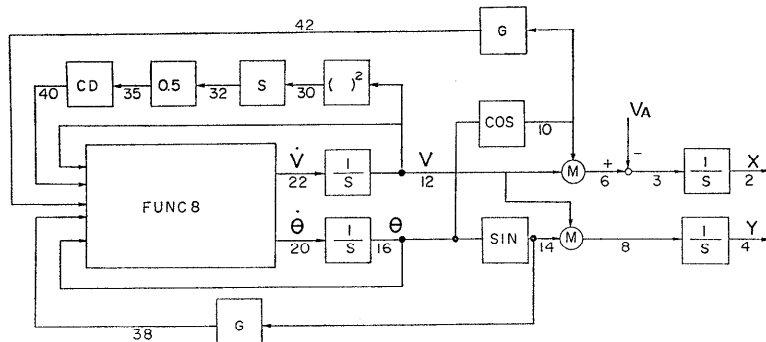 42
G
CD
0.5
S
( )²
40
35
32
30
COS
10
VA
V̇
22
1
S
V
12
M
+
6
−
3
1
S
X
2
FUNC 8
θ̇
20
1
S
θ
16
SIN
14
M
8
1
S
Y
4
G
38